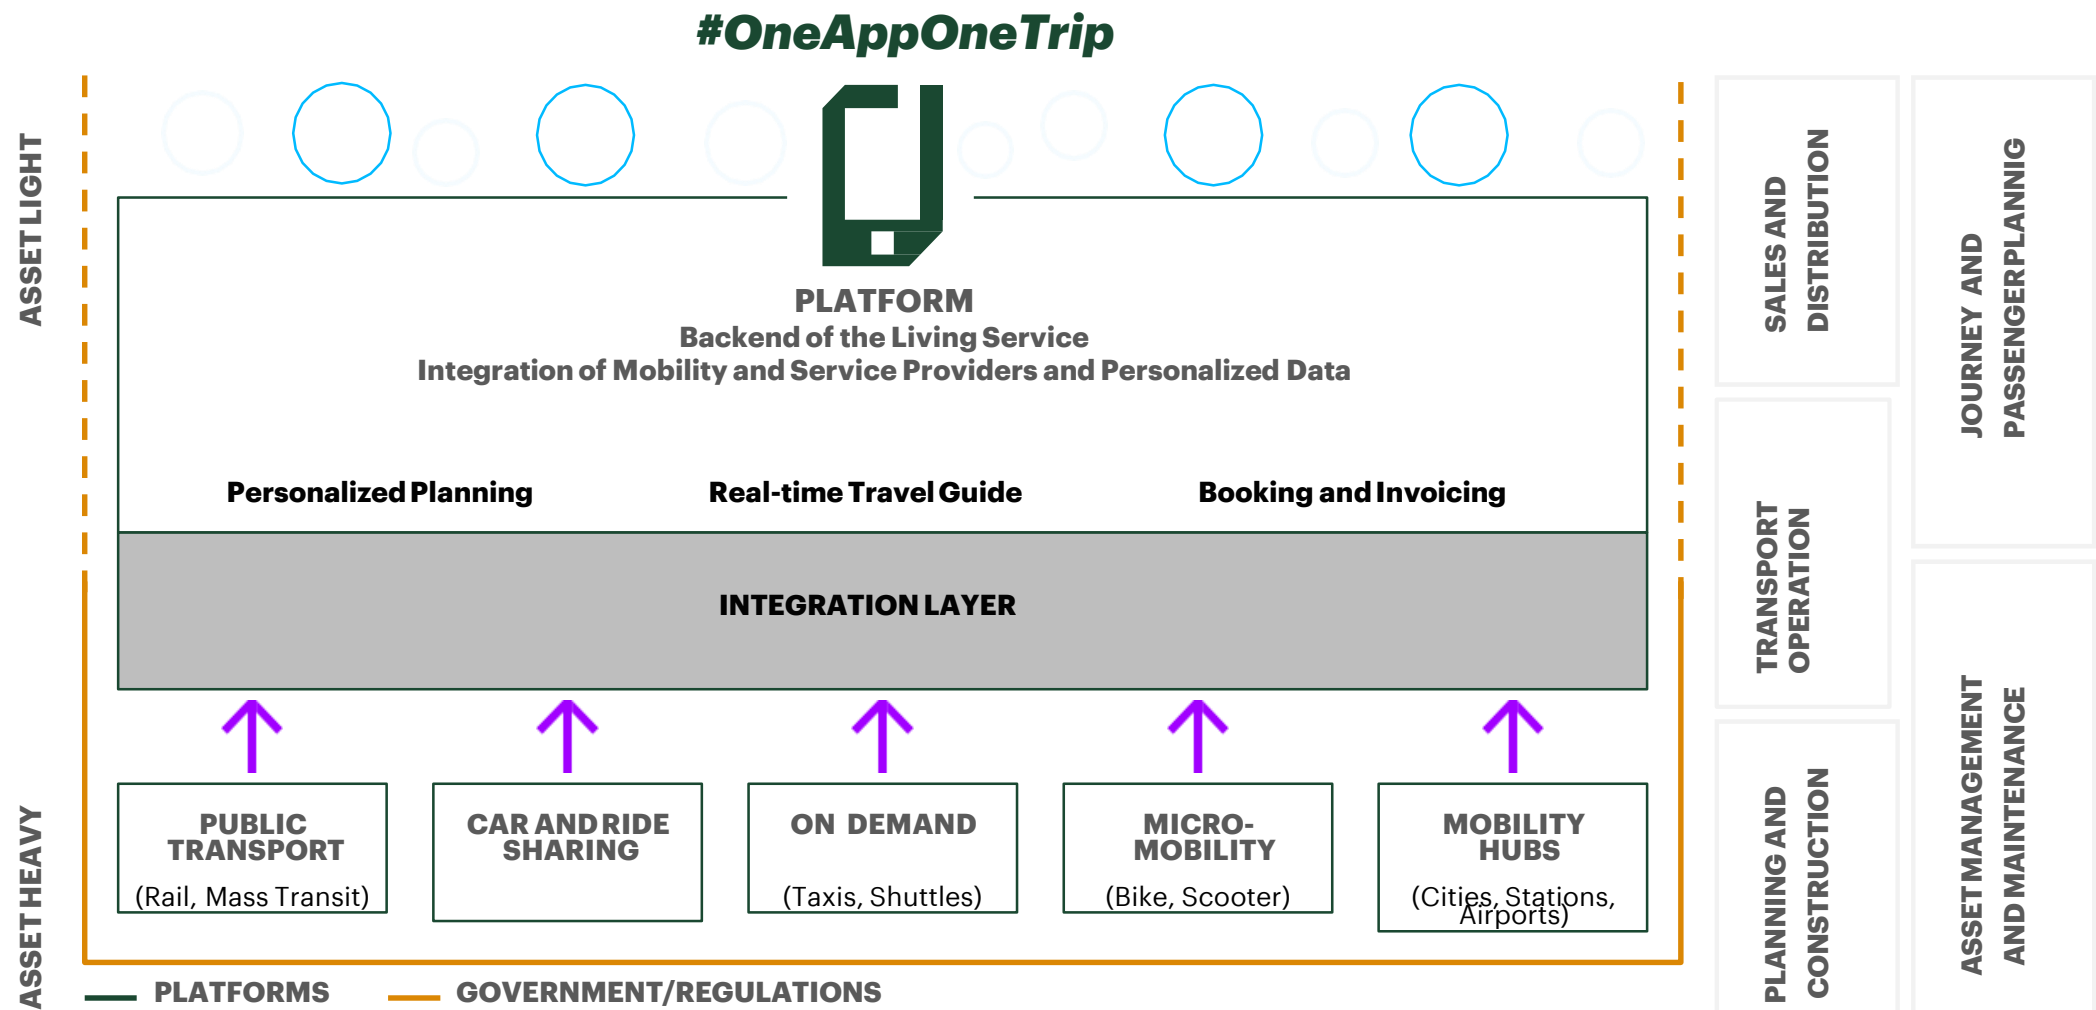 #OneAppOneTrip
ASSET LIGHT
PLATFORM
Backend of the Living Service
Integration of Mobility and Service Providers and Personalized Data
Personalized Planning
Real-time Travel Guide
Booking and Invoicing
INTEGRATION LAYER
ASSET HEAVY
PUBLIC
TRANSPORT
(Rail, Mass Transit)
CAR AND RIDE
SHARING
ON DEMAND
(Taxis, Shuttles)
MICRO-
MOBILITY
(Bike, Scooter)
MOBILITY
HUBS
(Cities, Stations,
Airports)
PLATFORMS
GOVERNMENT/REGULATIONS
SALES AND
DISTRIBUTION
JOURNEY AND
PASSENGERPLANNIG
TRANSPORT
OPERATION
PLANNING AND
CONSTRUCTION
ASSET MANAGEMENT
AND MAINTENANCE